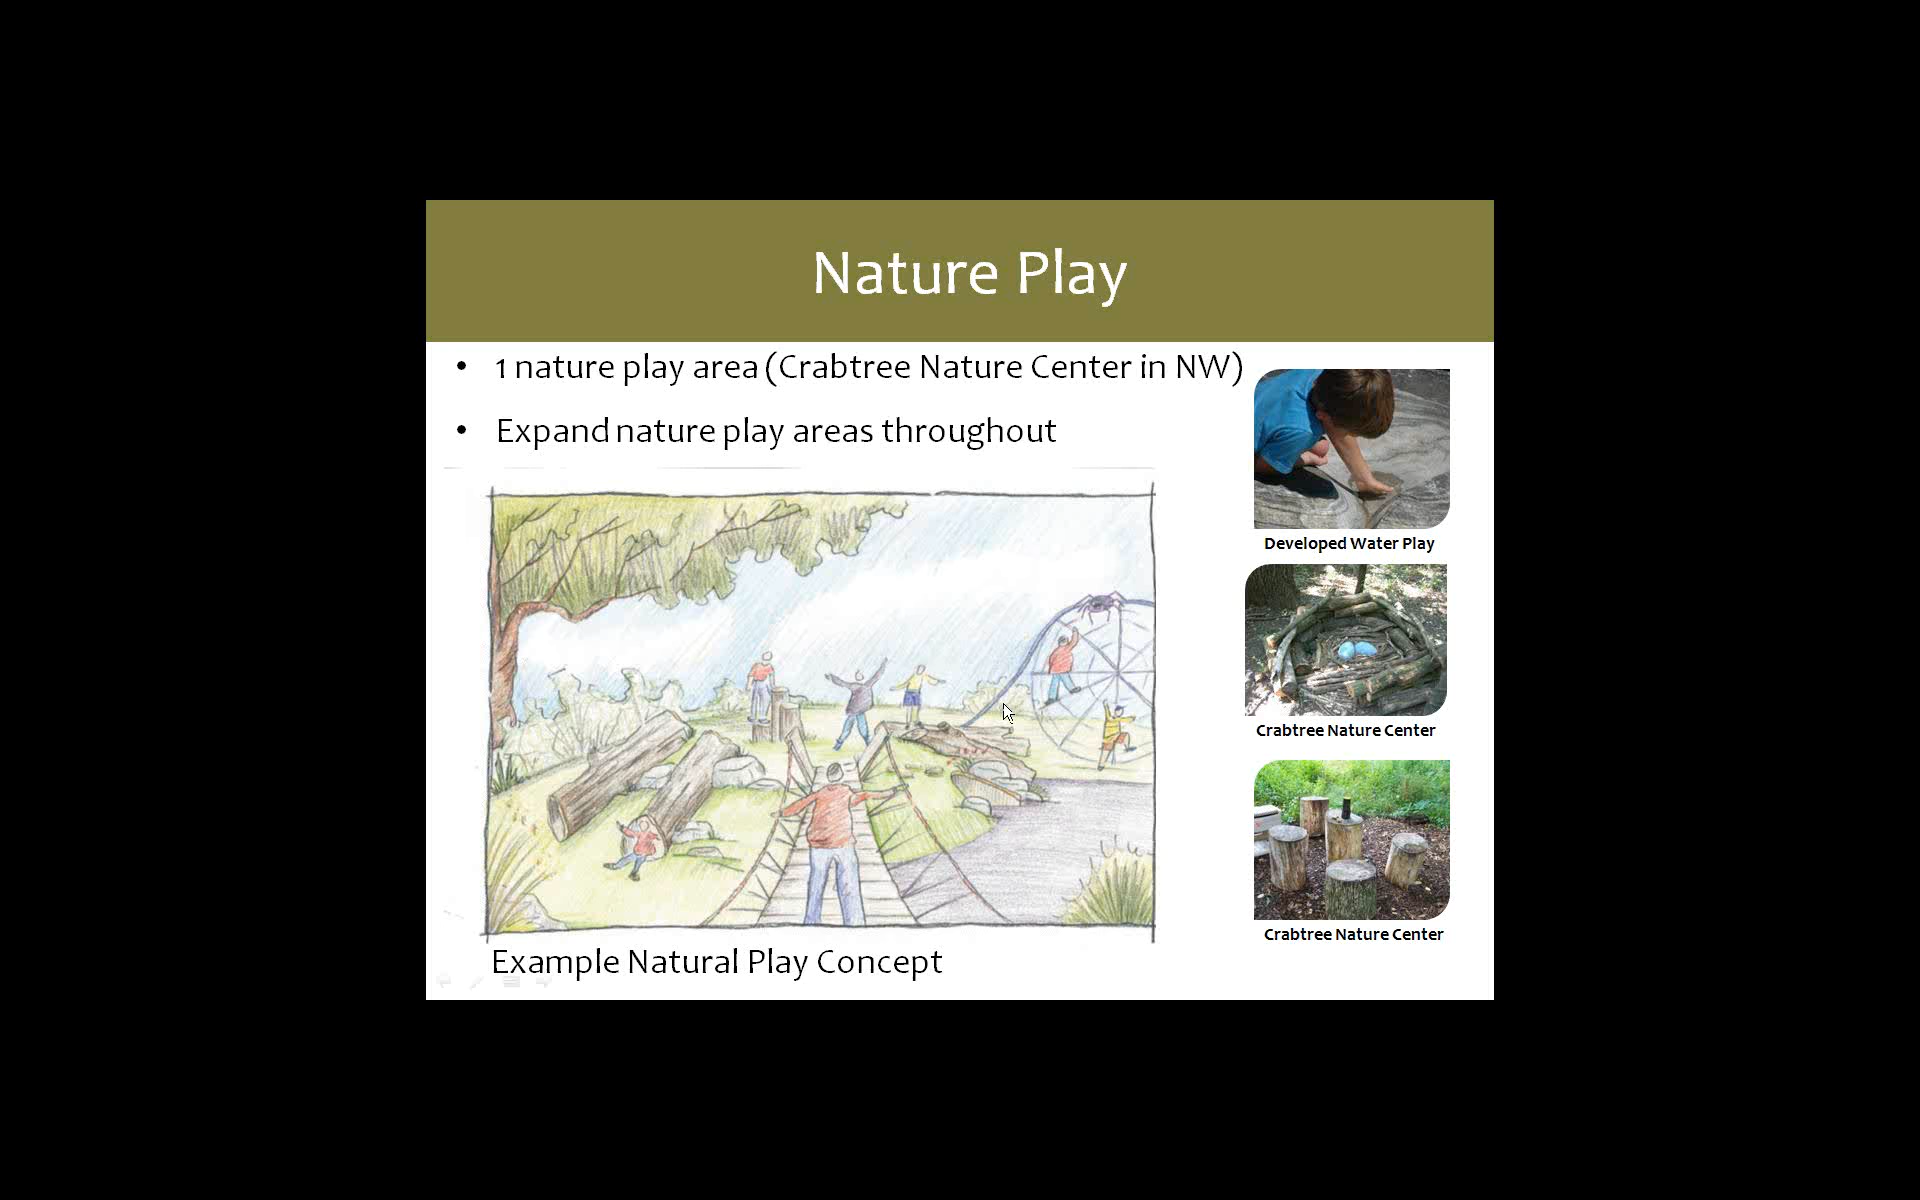 Nature Play
• 1 nature play area (Crabtree Nature Center in NW)
• Expand nature play areas throughout
Developed Water Play
Crabtree Nature Center
Crabtree Nature Center
Example Natural Play Concept